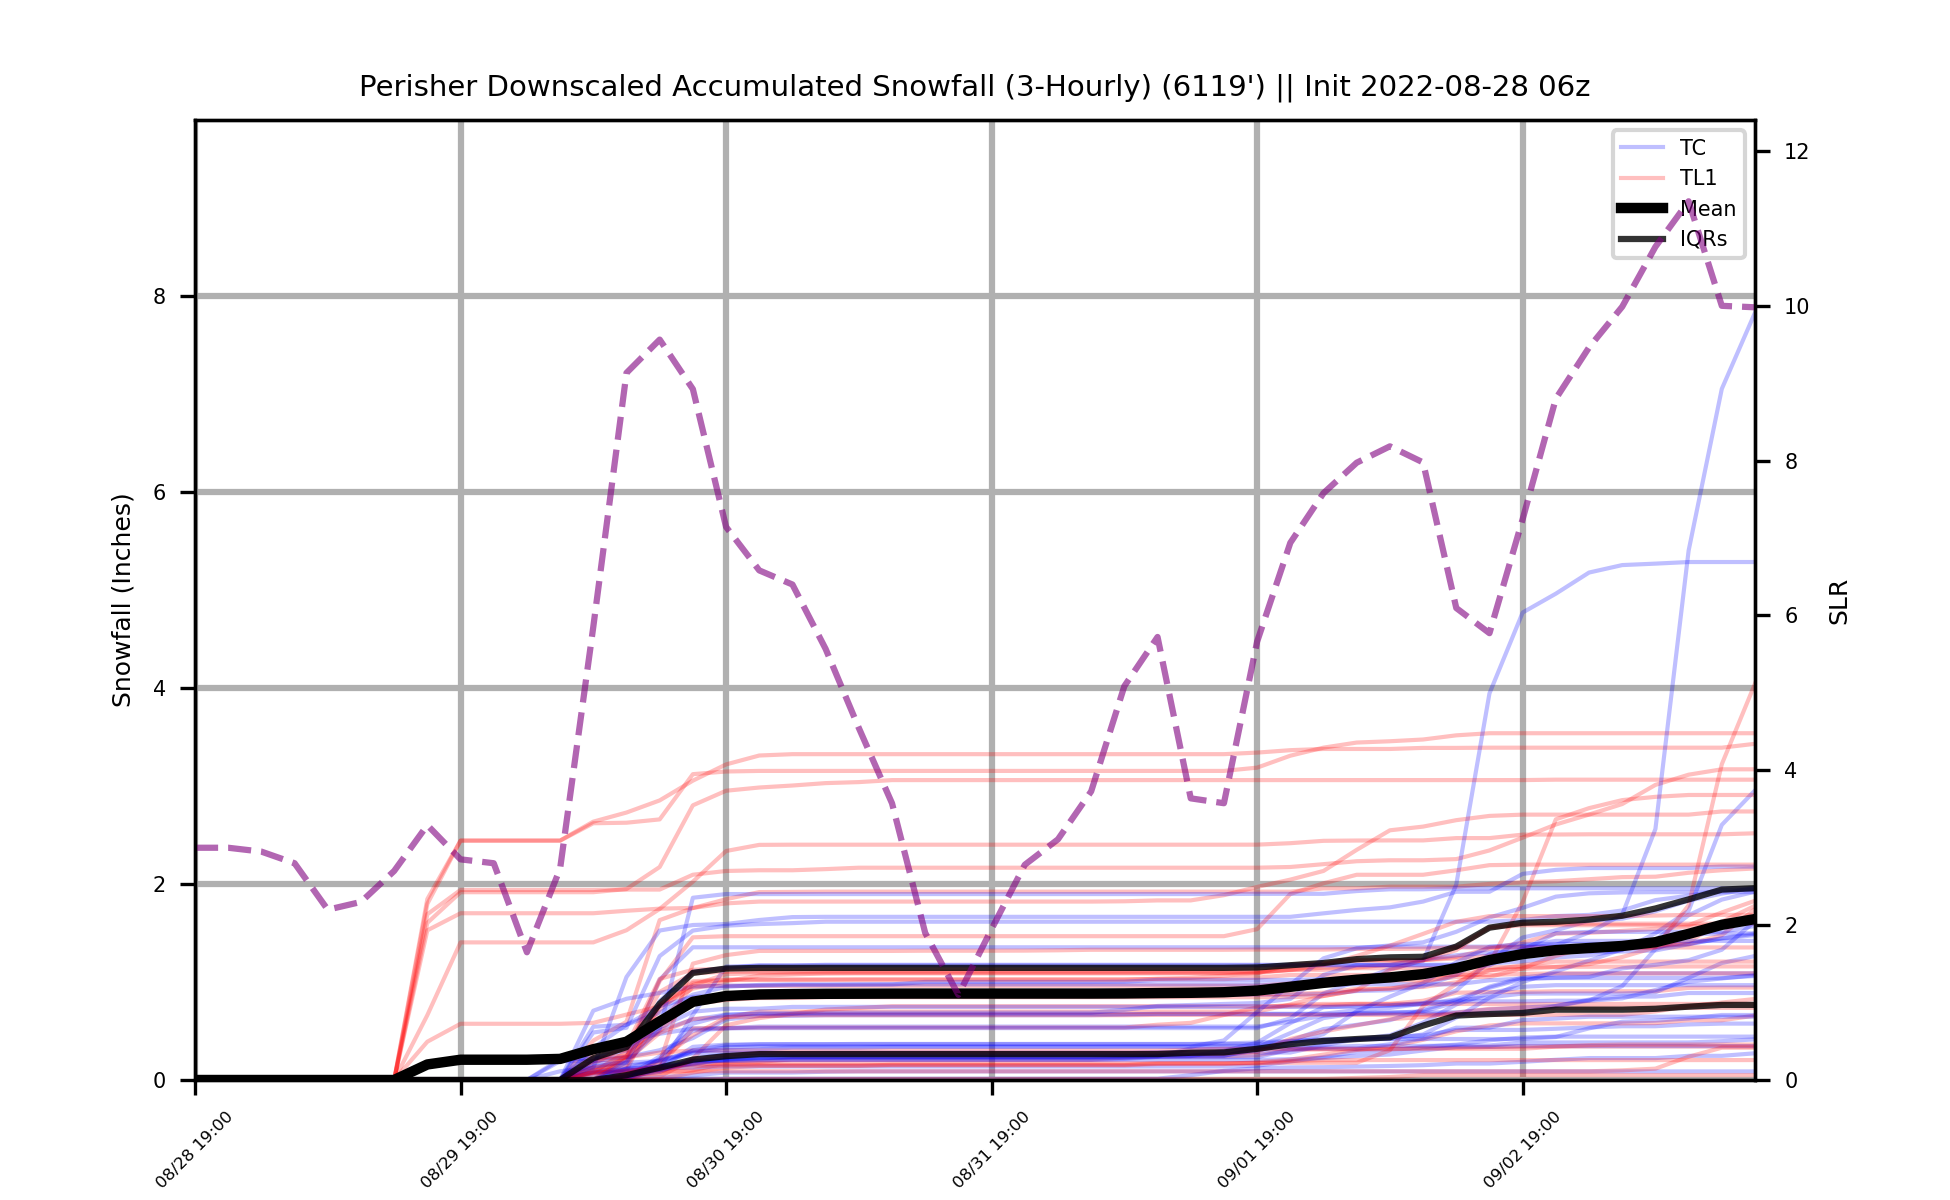 Perisher Downscaled Accumulated Snowfall (3-Hourly) (6119') || Init 2022-08-28 06z
TC
TL1
Mean
IQRs
Snowfall (Inches)
8
6
4
2
0
SLR
12
10
8
6
4
2
0
08/28 19:00
08/29 19:00
08/30 19:00
08/31 19:00
09/01 19:00
09/02 19:00